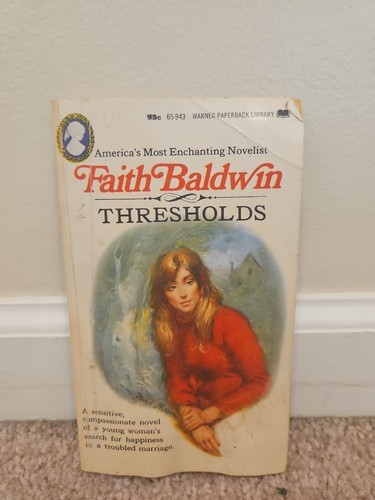 95c 65-943 WARNER PAPERBACK LIBRARY
America's Most Enchanting Novelist
Faith Baldwin
THRESHOLDS
A sensitive,
compassionate novel
of a young woman's
search for happiness
in a troubled marriage.